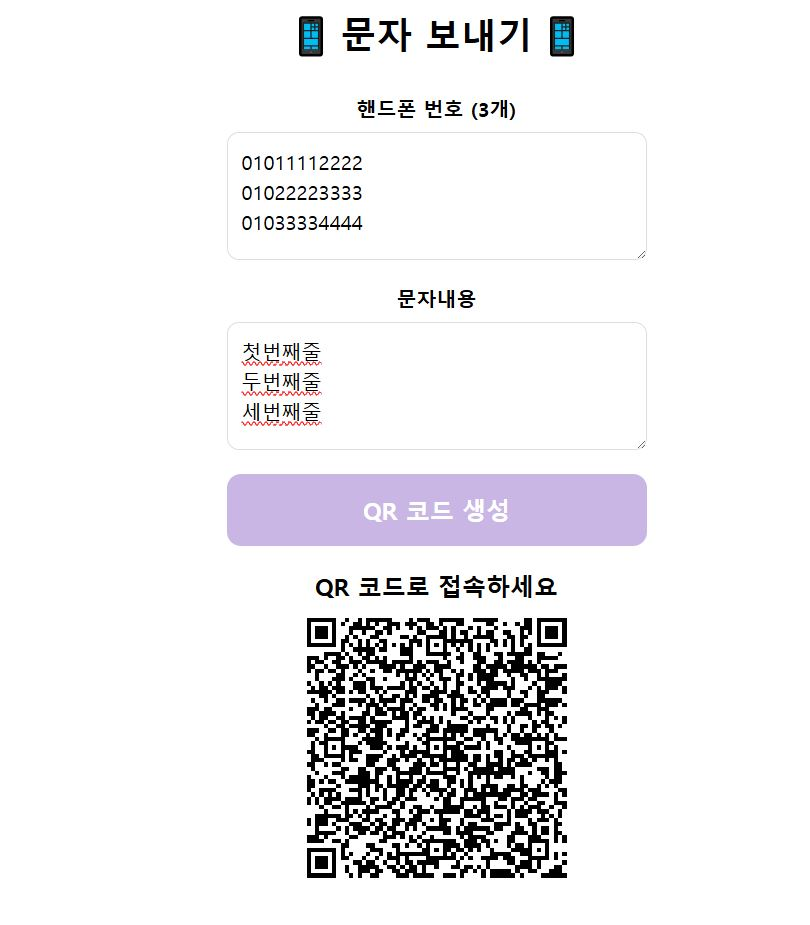 문자 보내기
핸드폰 번호 (3개)
01011112222
01022223333
01033334444
문자내용
첫번째줄
두번째줄
세번째줄
QR 코드 생성
QR 코드로 접속하세요